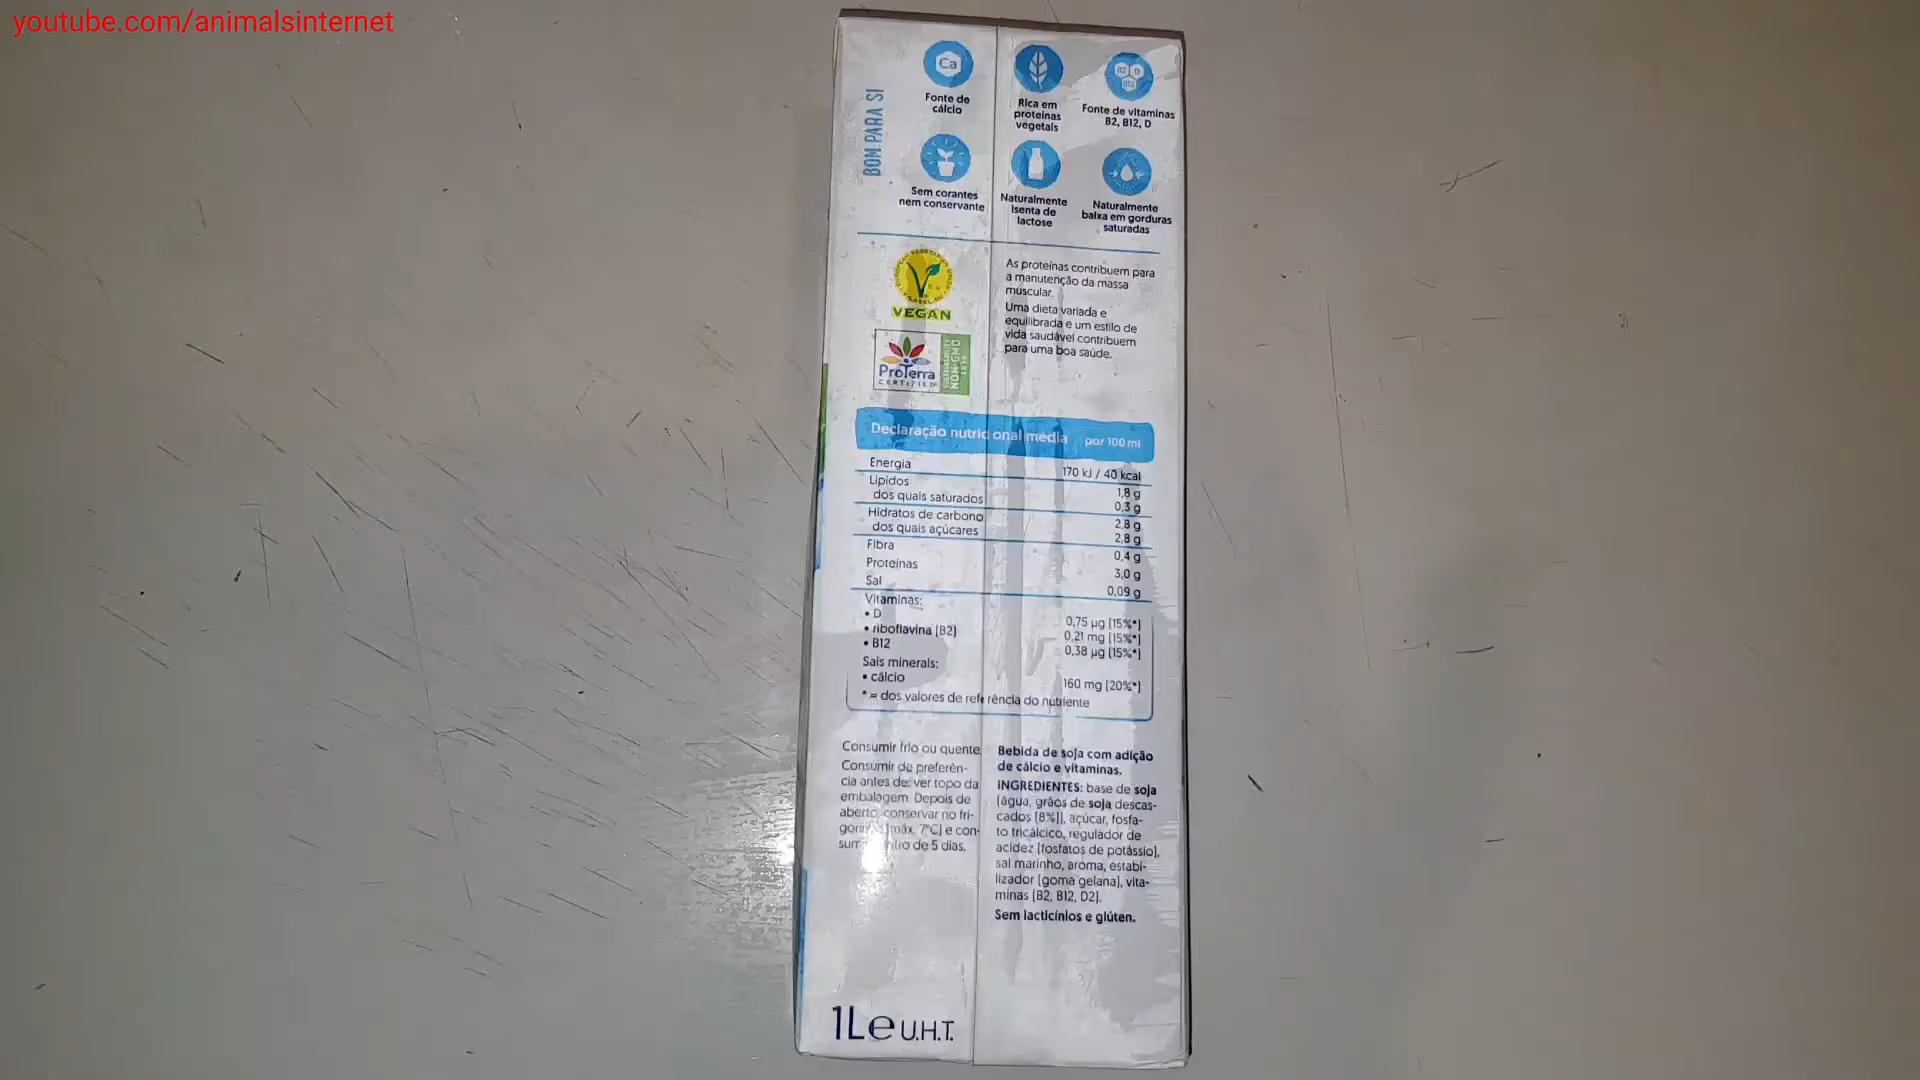 youtube.com/animalsinternet
BOM PARA SI
Ca
Fonte de
cálcio
Rica em
proteínas
vegetais
B2 D
B12
Fonte de vitaminas
B2, B12, D
Sem corantes
nem conservante
Naturalmente
isenta de
lactose
Naturalmente
baixa em gorduras
saturadas
VEGAN
ProTerra
CERTIFIED
SUSTAINABILITY
NON-GMO
As proteínas contribuem para
a manutenção da massa
muscular.
Uma dieta variada e
equilibrada e um estilo de
vida saudável contribuem
para uma boa saúde.
Declaração nutricional média por 100 ml
Energia 170 kJ / 40 kcal
Lípidos 1,8 g
dos quais saturados 0,3 g
Hidratos de carbono 2,8 g
dos quais açúcares 2,8 g
Fibra 0,4 g
Proteínas 3,0 g
Sal 0,09 g
Vitaminas:
• D 0,75 µg [15%*]
• riboflavina [B2] 0,21 mg [15%*]
• B12 0,38 µg [15%*]
Sais minerais:
• cálcio 160 mg [20%*]
* = dos valores de referência do nutriente
Consumir frio ou quente.
Consumir de preferên-
cia antes de: ver topo da
embalagem. Depois de
aberto, conservar no fri-
[máx. 7°C] e con-
de 5 dias.
Bebida de soja com adição
de cálcio e vitaminas.
INGREDIENTES: base de soja
[água, grãos de soja descas-
cados [8%]], açúcar, fosfa-
to tricálcico, regulador de
acidez [fosfatos de potássio],
sal marinho, aroma, estabi-
lizador [goma gelana], vita-
minas [B2, B12, D2].
Sem lacticínios e glúten.
1L e U.H.T.